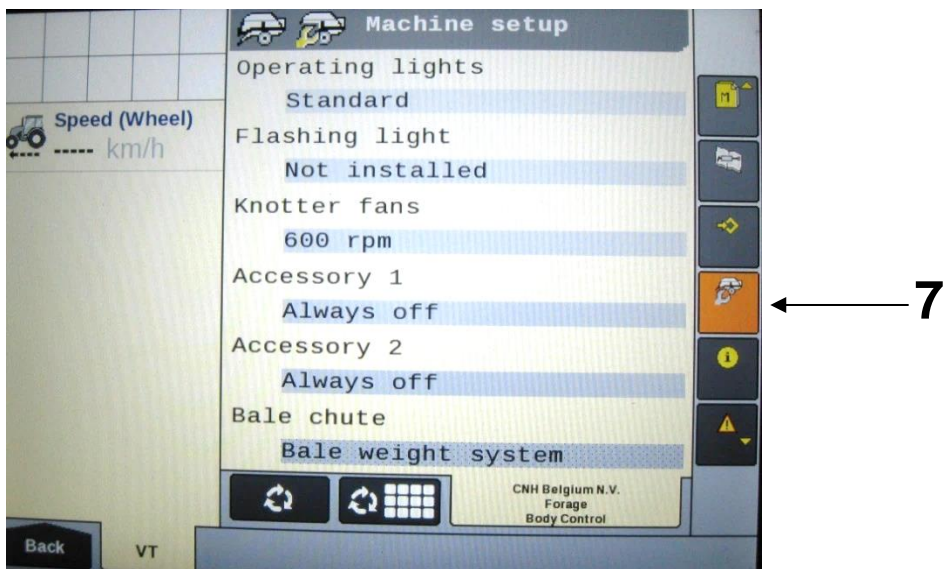 Machine setup
Operating lights
Standard
Speed (Wheel)
----- km/h
Flashing light
Not installed
Knotter fans
600 rpm
Accessory 1
Always off
Accessory 2
Always off
Bale chute
Bale weight system
CNH Belgium N.V.
Forage
Body Control
Back
VT
M
i
7